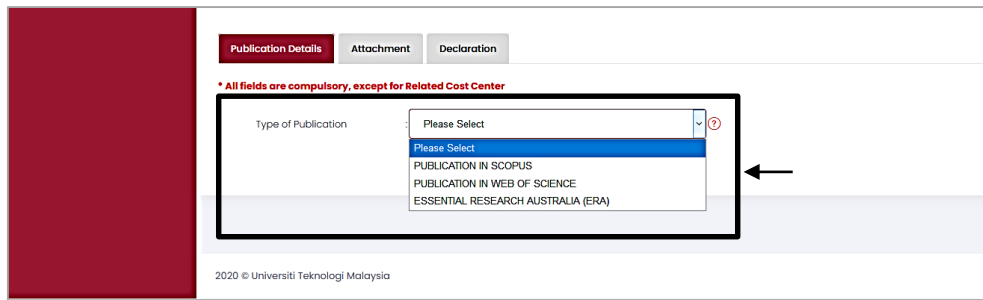 Publication Details Attachment Declaration
* All fields are compulsory, except for Related Cost Center
Type of Publication : Please Select ?
Please Select
PUBLICATION IN SCOPUS
PUBLICATION IN WEB OF SCIENCE
ESSENTIAL RESEARCH AUSTRALIA (ERA)
2020 © Universiti Teknologi Malaysia